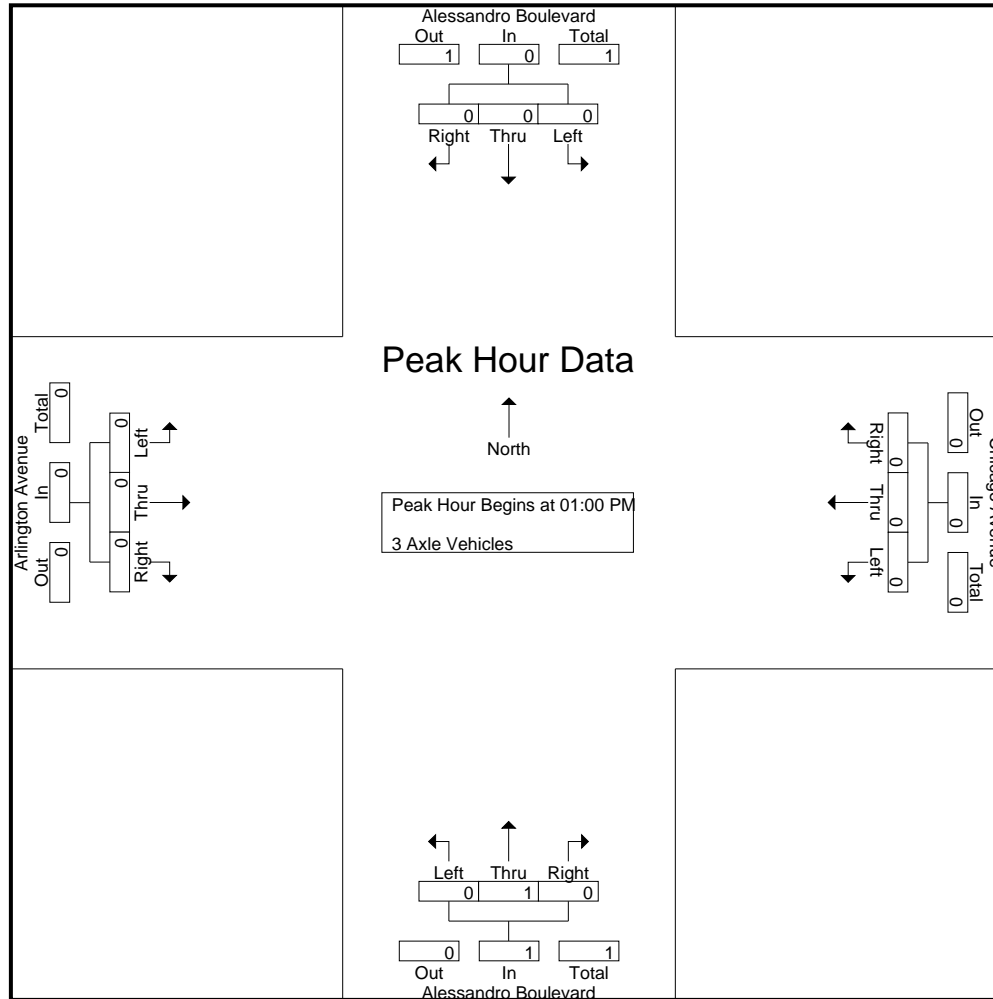 Alessandro Boulevard
Out In Total
1 0 1
0 0 0
Right Thru Left
Peak Hour Data
North
Peak Hour Begins at 01:00 PM
3 Axle Vehicles
Arlington Avenue
Out In Total
0 0 0
Right Thru Left
0 0 0
Out In Total
0 0 0
Right Thru Left
0 0 0
Left Thru Right
0 1 0
0 1 1
Out In Total
Alessandro Boulevard